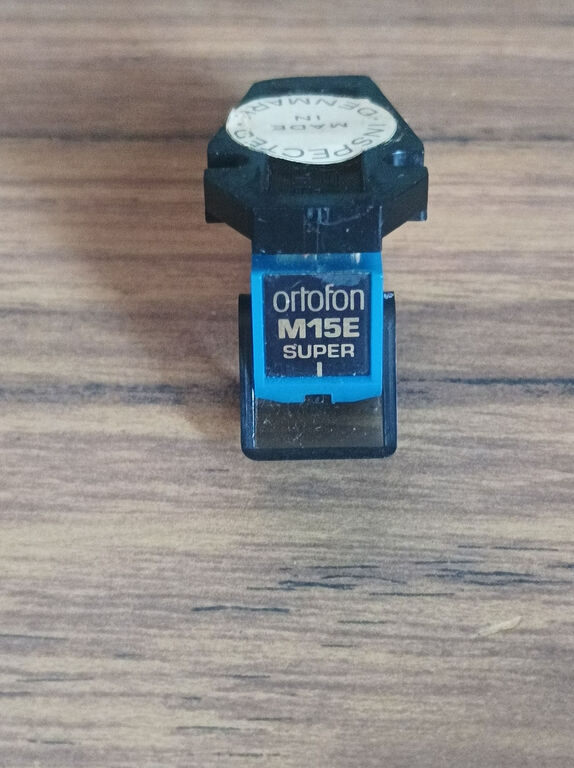 INSPECTED
MADE
IN
DENMARK
ortofon
M15E
SUPER